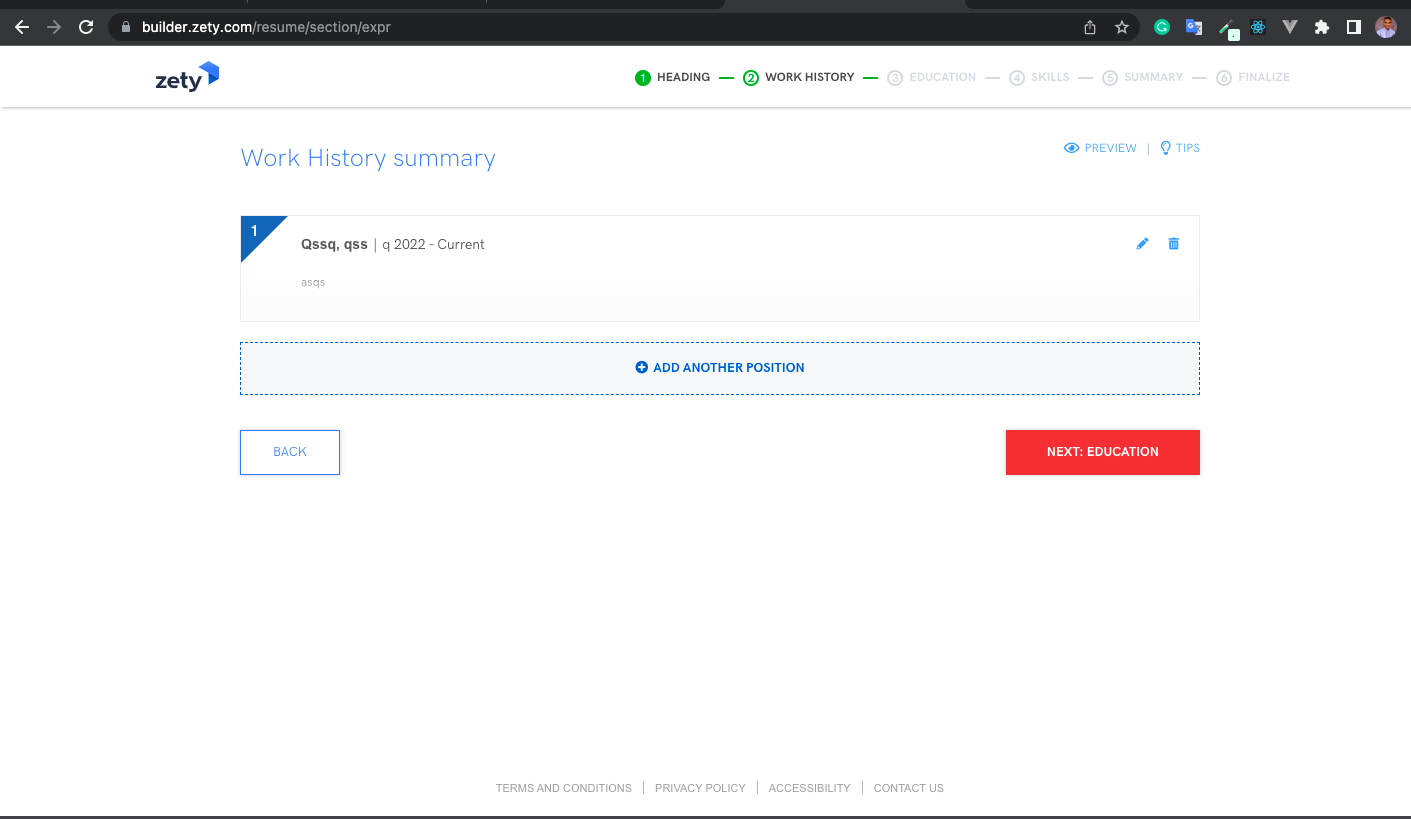 builder.zety.com/resume/section/expr
zety
1 HEADING 2 WORK HISTORY 3 EDUCATION 4 SKILLS 5 SUMMARY 6 FINALIZE
Work History summary
PREVIEW | TIPS
1
Qssq, qss | q 2022 - Current
asqs
ADD ANOTHER POSITION
BACK
NEXT: EDUCATION
TERMS AND CONDITIONS | PRIVACY POLICY | ACCESSIBILITY | CONTACT US